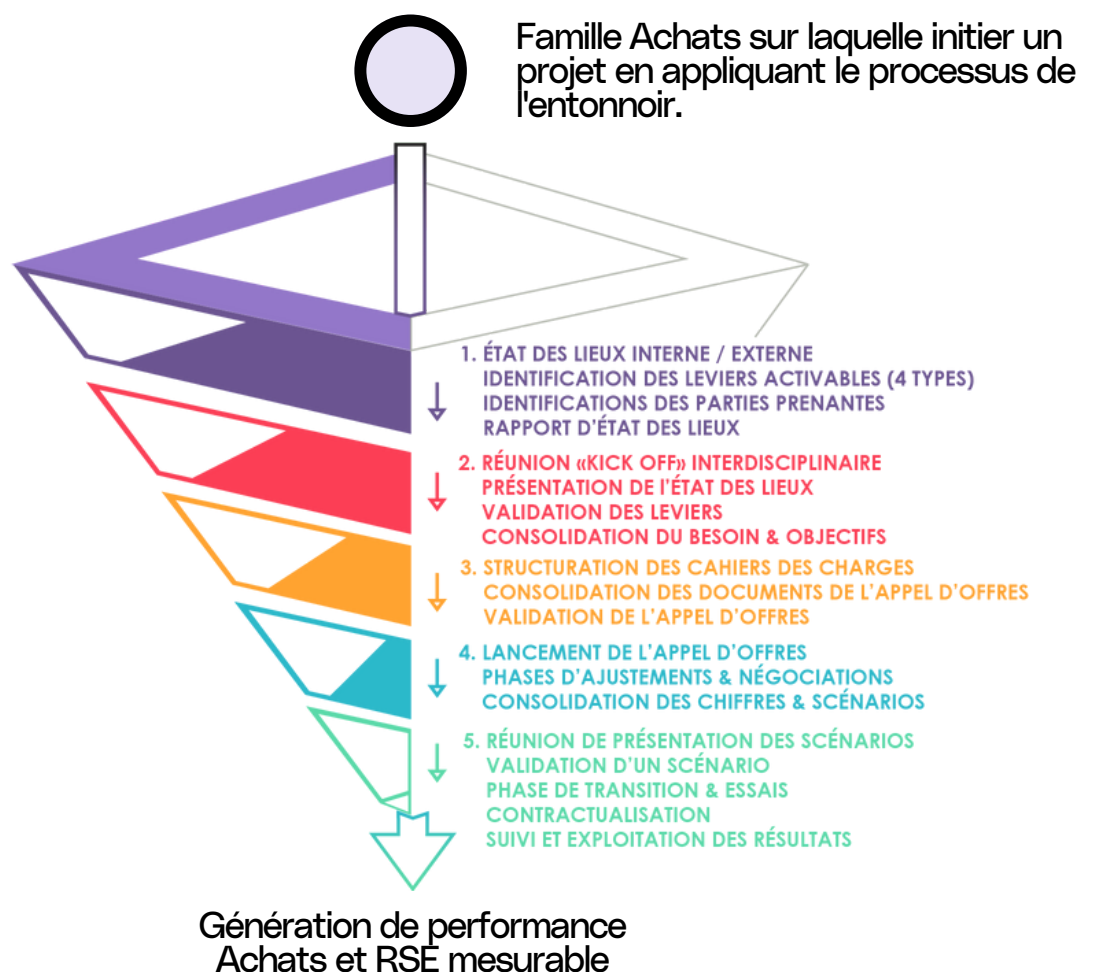 Famille Achats sur laquelle initier un
projet en appliquant le processus de
l'entonnoir.
1. ÉTAT DES LIEUX INTERNE / EXTERNE
IDENTIFICATION DES LEVIERS ACTIVABLES (4 TYPES)
IDENTIFICATIONS DES PARTIES PRENANTES
RAPPORT D'ÉTAT DES LIEUX
2. RÉUNION «KICK OFF» INTERDISCIPLINAIRE
PRÉSENTATION DE l'ÉTAT DES LIEUX
VALIDATION DES LEVIERS
CONSOLIDATION DU BESOIN & OBJECTIFS
3. STRUCTURATION DES CAHIERS DES CHARGES
CONSOLIDATION DES DOCUMENTS DE L'APPEL D'OFFRES
VALIDATION DE L'APPEL D'OFFRES
4. LANCEMENT DE L'APPEL D'OFFRES
PHASES D'AJUSTEMENTS & NÉGOCIATIONS
CONSOLIDATION DES CHIFFRES & SCÉNARIOS
5. RÉUNION DE PRÉSENTATION DES SCÉNARIOS
VALIDATION D'UN SCÉNARIO
PHASE DE TRANSITION & ESSAIS
CONTRACTUALISATION
SUIVI ET EXPLOITATION DES RÉSULTATS
Génération de performance
Achats et RSE mesurable